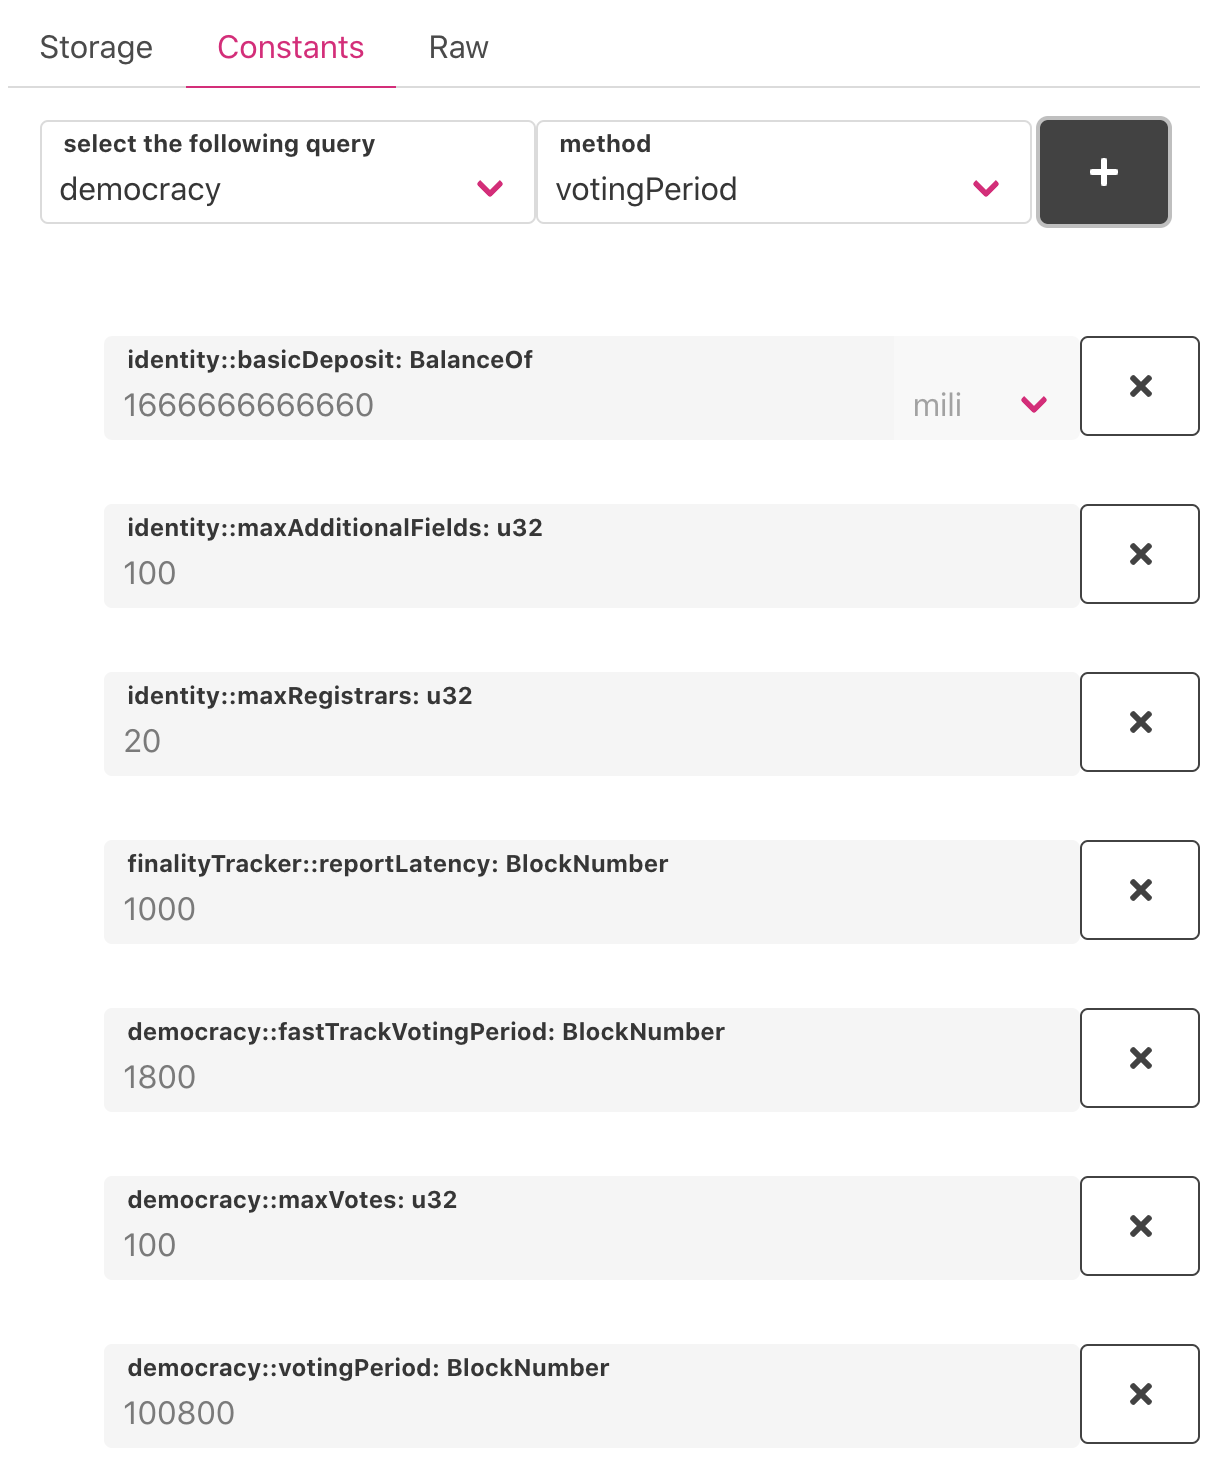 Storage Constants Raw
select the following query method
democracy votingPeriod
identity::basicDeposit: BalanceOf
1666666666660 mili
identity::maxAdditionalFields: u32
100
identity::maxRegistrars: u32
20
finalityTracker::reportLatency: BlockNumber
1000
democracy::fastTrackVotingPeriod: BlockNumber
1800
democracy::maxVotes: u32
100
democracy::votingPeriod: BlockNumber
100800